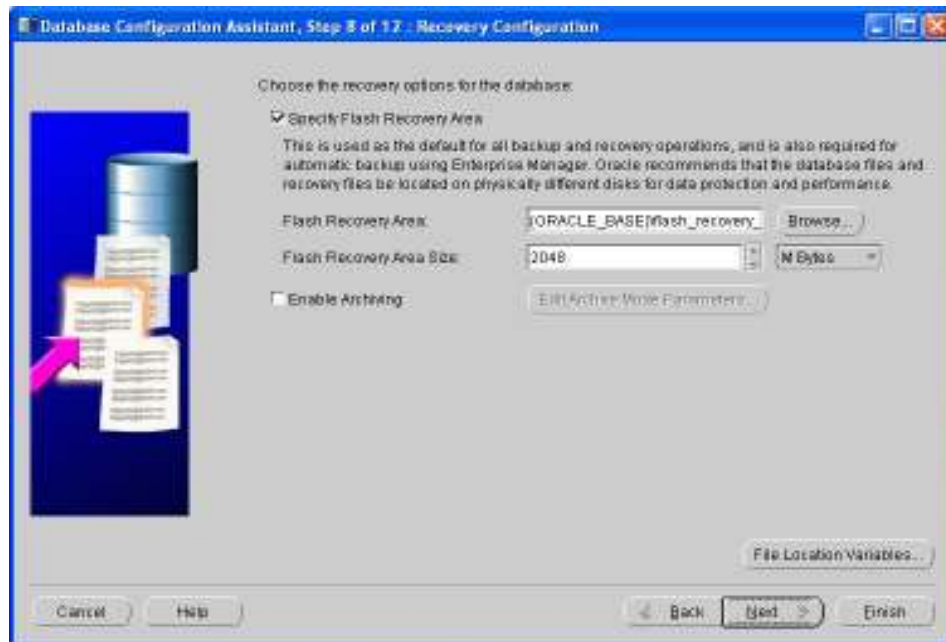 Database Configuration Assistant, Step 8 of 12 : Recovery Configuration
Choose the recovery options for the database:
Specify Flash Recovery Area
This is used as the default for all backup and recovery operations, and is also required for
automatic backup using Enterprise Manager. Oracle recommends that the database files and
recovery files be located on physically different disks for data protection and performance.
Flash Recovery Area: {ORACLE_BASE}\flash_recovery_ Browse...
Flash Recovery Area Size: 2048 M Bytes
Enable Archiving Edit Archive Mode Parameters...
File Location Variables...
Cancel Help Back Next Finish